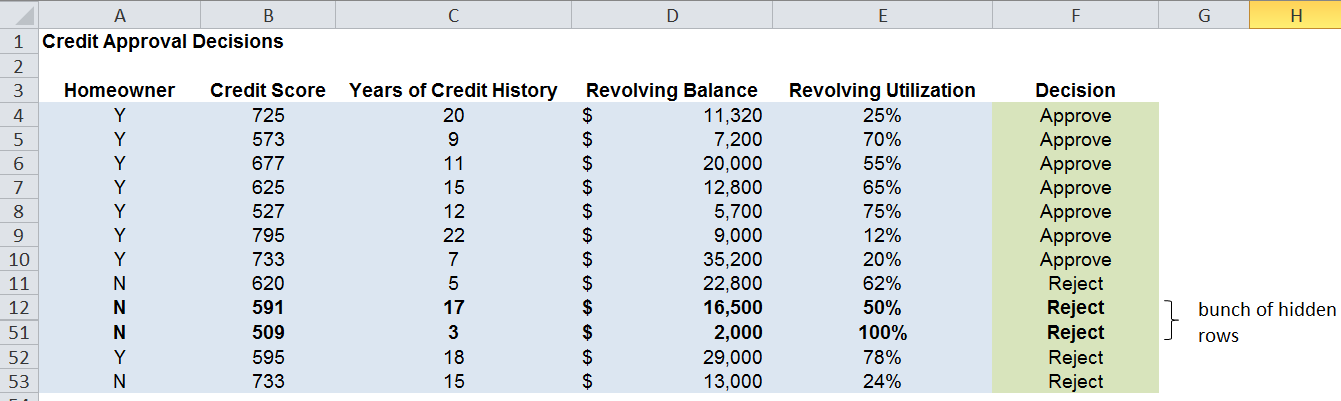 A B C D E F G H
1 Credit Approval Decisions
2
3 Homeowner Credit Score Years of Credit History Revolving Balance Revolving Utilization Decision
4 Y 725 20 $ 11,320 25% Approve
5 Y 573 9 $ 7,200 70% Approve
6 Y 677 11 $ 20,000 55% Approve
7 Y 625 15 $ 12,800 65% Approve
8 Y 527 12 $ 5,700 75% Approve
9 Y 795 22 $ 9,000 12% Approve
10 Y 733 7 $ 35,200 20% Approve
11 N 620 5 $ 22,800 62% Reject
12 N 591 17 $ 16,500 50% Reject bunch of hidden
51 N 509 3 $ 2,000 100% Reject rows
52 Y 595 18 $ 29,000 78% Reject
53 N 733 15 $ 13,000 24% Reject